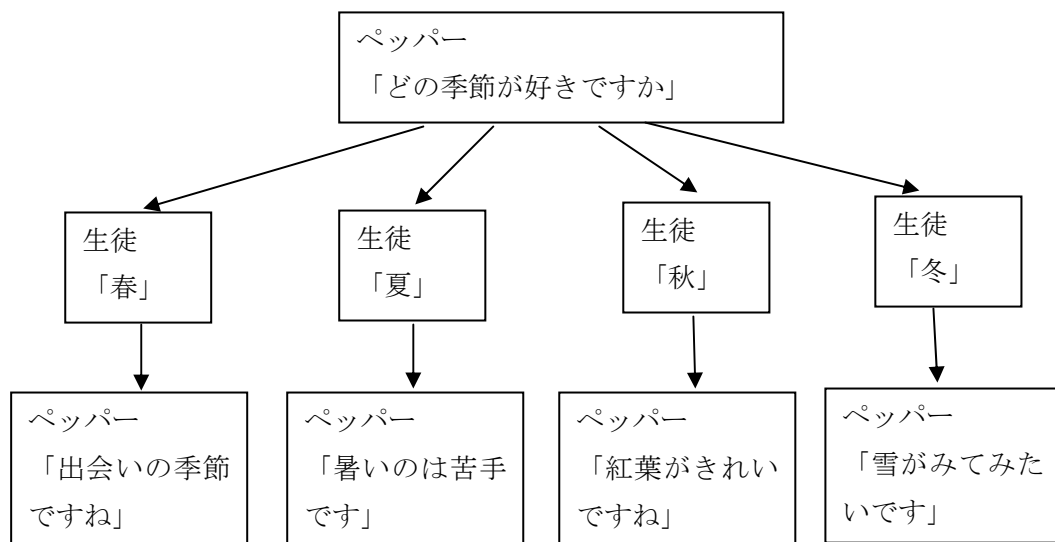 ペッパー
「どの季節が好きですか」
生徒
「春」
生徒
「夏」
生徒
「秋」
生徒
「冬」
ペッパー
「出会いの季節
ですね」
ペッパー
「暑いのは苦手
です」
ペッパー
「紅葉がきれい
ですね」
ペッパー
「雪がみてみた
いです」